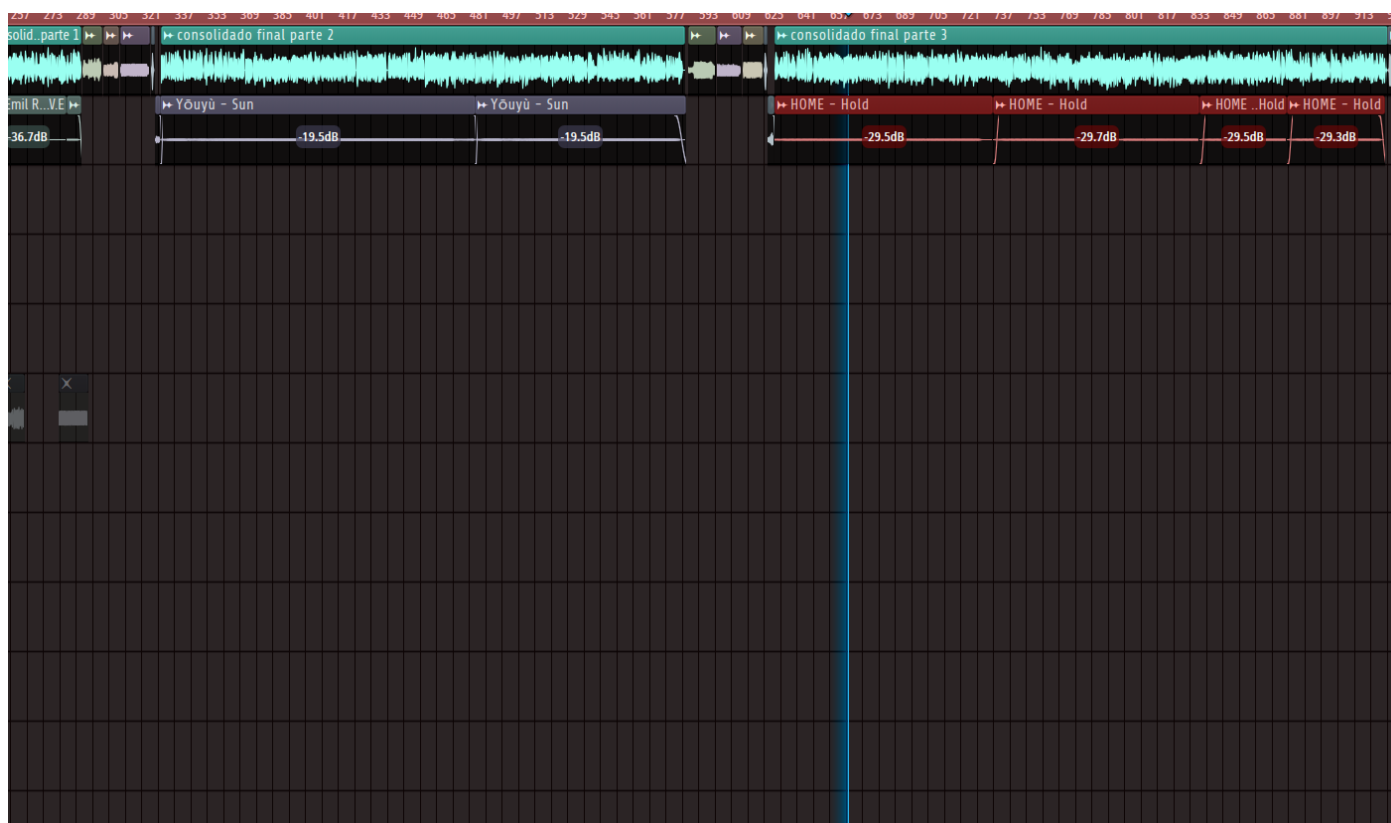 257 273 289 305 321 337 353 369 385 401 417 433 449 465 481 497 513 529 545 561 577 593 609 625 641 657 673 689 705 721 737 753 769 785 801 817 833 849 865 881 897 913
solid..parte 1 consolidado final parte 2 consolidado final parte 3
Emil R...V.E Yōuyù - Sun Yōuyù - Sun HOME - Hold HOME - Hold HOME ..Hold HOME - Hold
-36.7dB -19.5dB -19.5dB -29.5dB -29.7dB -29.5dB -29.3dB